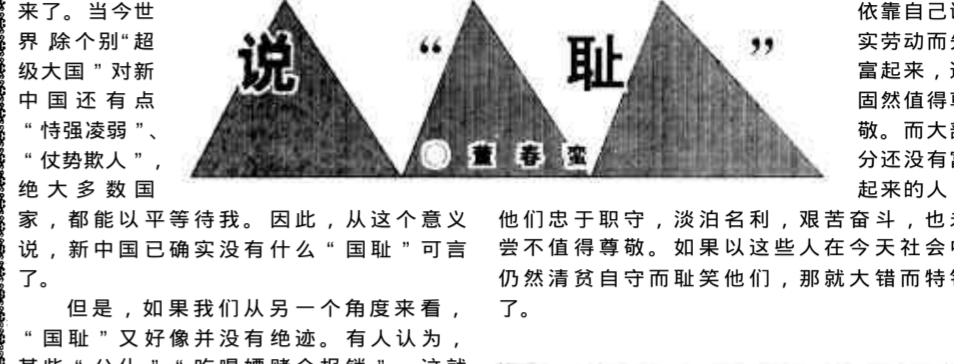 来了。当今世
界,除个别“超
级大国”对新
中国还有点
“恃强凌弱”、
“仗势欺人”,
绝大多数国
家,都能以平等待我。因此,从这个意义
说,新中国已确实没有什么“国耻”可言
了。
但是,如果我们从另一个角度来看,
“国耻”又好像并没有绝迹。有人认为,
说“耻”
董春蛮
依靠自己
实劳动而
富起来,
固然值得
敬。而大
分还没有
起来的人
他们忠于职守,淡泊名利,艰苦奋斗,也
尝不值得尊敬。如果以这些人在今天社会
仍然清贫自守而耻笑他们,那就大错而特
了。